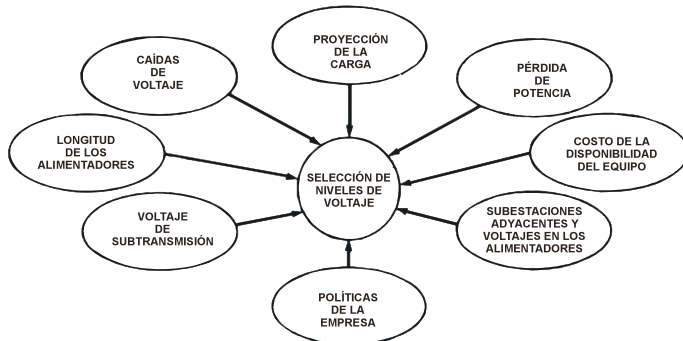 PROYECCIÓN
DE LA
CARGA
CAÍDAS
DE
VOLTAJE
PÉRDIDA
DE
POTENCIA
LONGITUD
DE LOS
ALIMENTADORES
COSTO DE LA
DISPONIBILIDAD
DEL EQUIPO
SELECCIÓN DE
NIVELES DE
VOLTAJE
VOLTAJE
DE
SUBTRANSMISIÓN
SUBESTACIONES
ADYACENTES Y
VOLTAJES EN LOS
ALIMENTADORES
POLÍTICAS
DE LA
EMPRESA